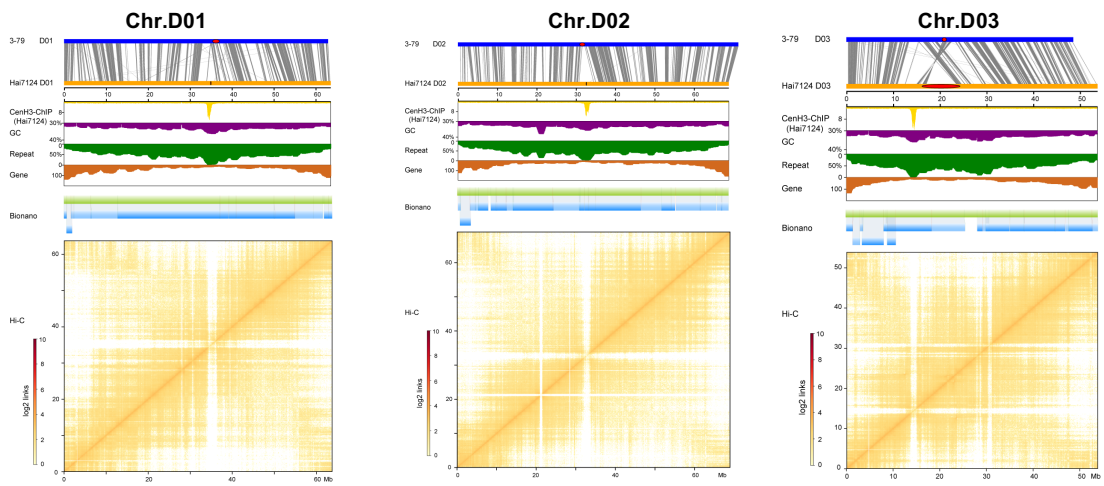 Chr.D01
3-79 D01
Hai7124 D01
0 20 40 60
CenH3-ChIP
(Hai7124)
8
30%
GC
40%
0
Repeat
50%
0
Gene
100
Bionano
Hi-C
60
40
20
0
10
8
6
4
2
0
log2 links
0 20 40 60 Mb
Chr.D02
3-79 D02
Hai7124 D02
0 10 20 30 40 50 60
CenH3-ChIP
(Hai7124)
8
30%
GC
40%
0
Repeat
50%
0
Gene
100
Bionano
Hi-C
60
40
20
0
10
8
6
4
2
0
log2 links
0 20 40 60 Mb
Chr.D03
3-79 D03
Hai7124 D03
0 10 20 30 40 50
CenH3-ChIP
(Hai7124)
8
30%
GC
40%
0
Repeat
50%
0
Gene
100
Bionano
Hi-C
50
40
30
20
10
0
10
8
6
4
2
0
log2 links
0 10 20 30 40 50 Mb